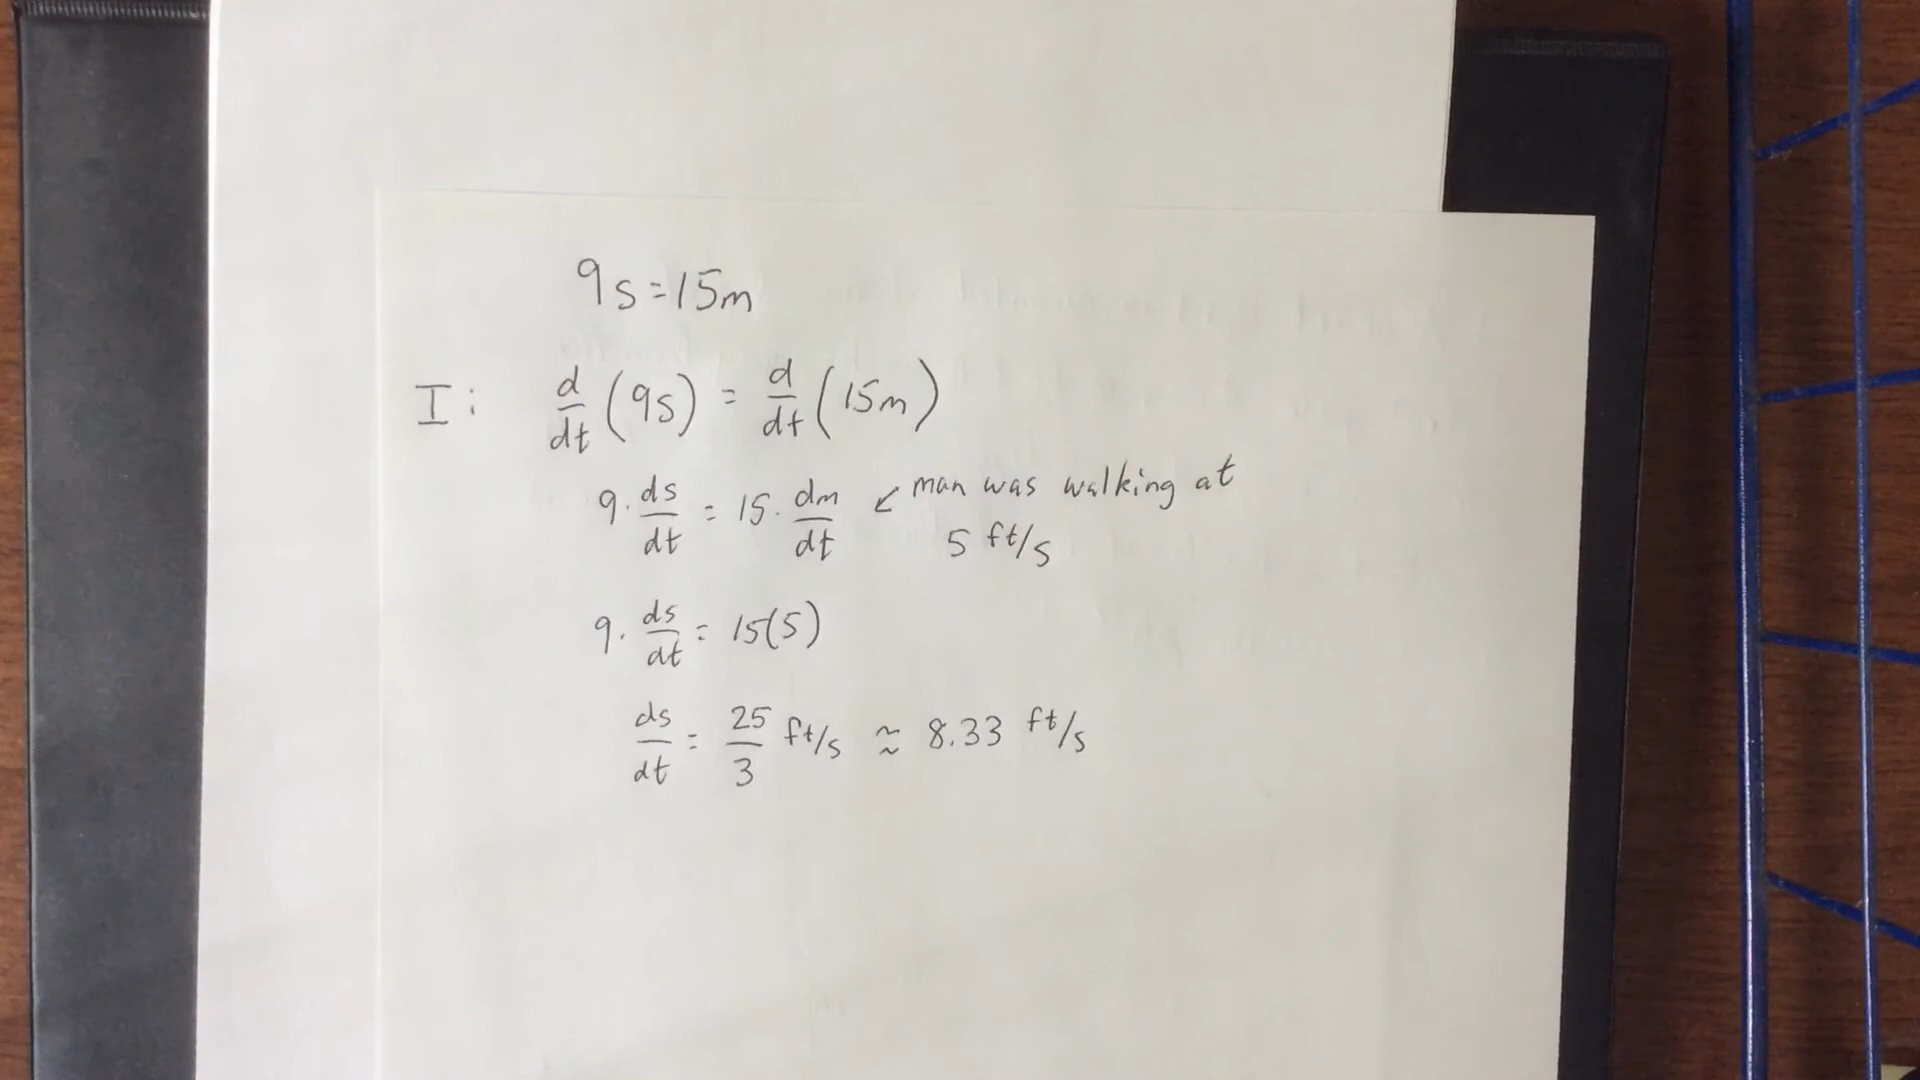 9s=15m
I: d/dt (9s) = d/dt (15m)
9 · ds/dt = 15 · dm/dt ↙ man was walking at
5 ft/s
9 · ds/dt = 15(5)
ds/dt = 25/3 ft/s ≈ 8.33 ft/s